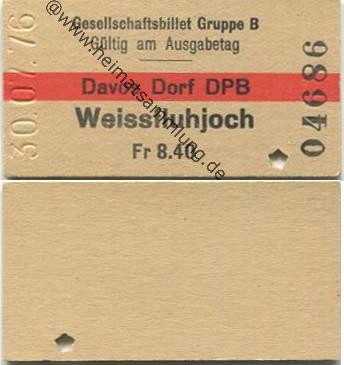 Gesellschaftsbillet Gruppe B
Gültig am Ausgabetag
Davos Dorf DPB
Weissfluhjoch
Fr 8.40
30.07.76
04686
@www.heimatsammlung.de